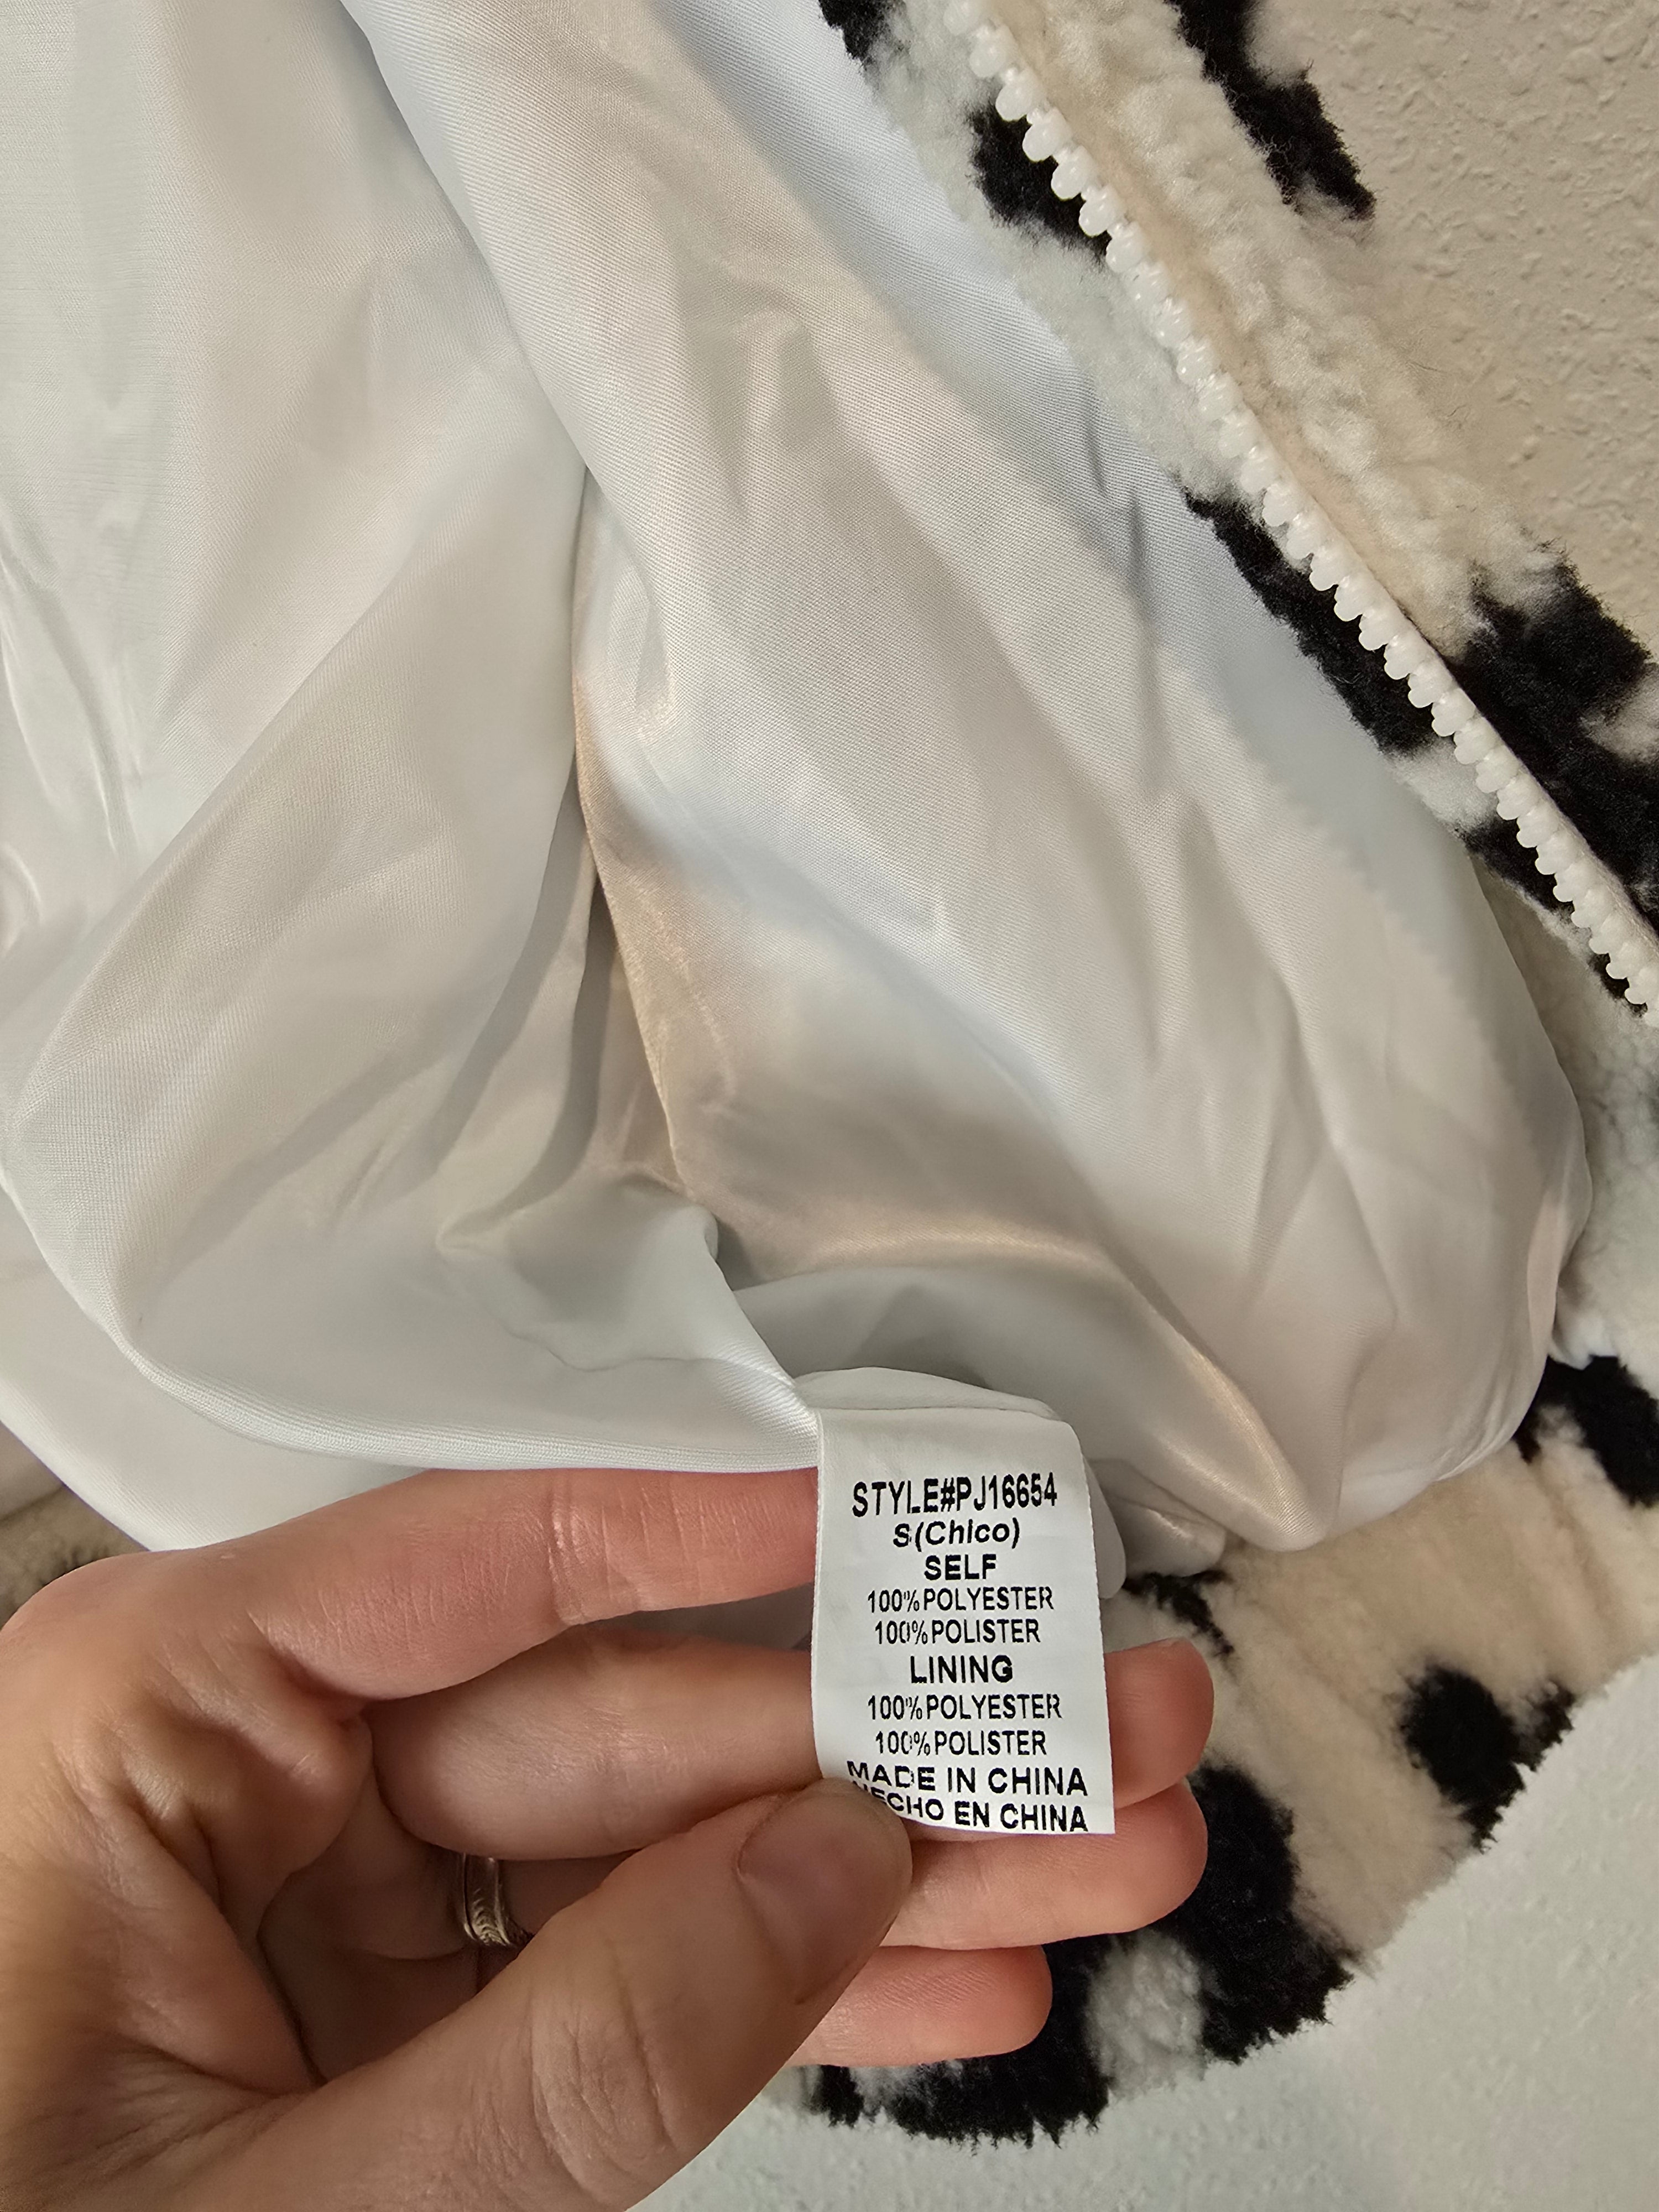 STYLE#PJ16654
S(Chico)
SELF
100%POLYESTER
100%POLISTER
LINING
100%POLYESTER
100%POLISTER
MADE IN CHINA
HECHO EN CHINA